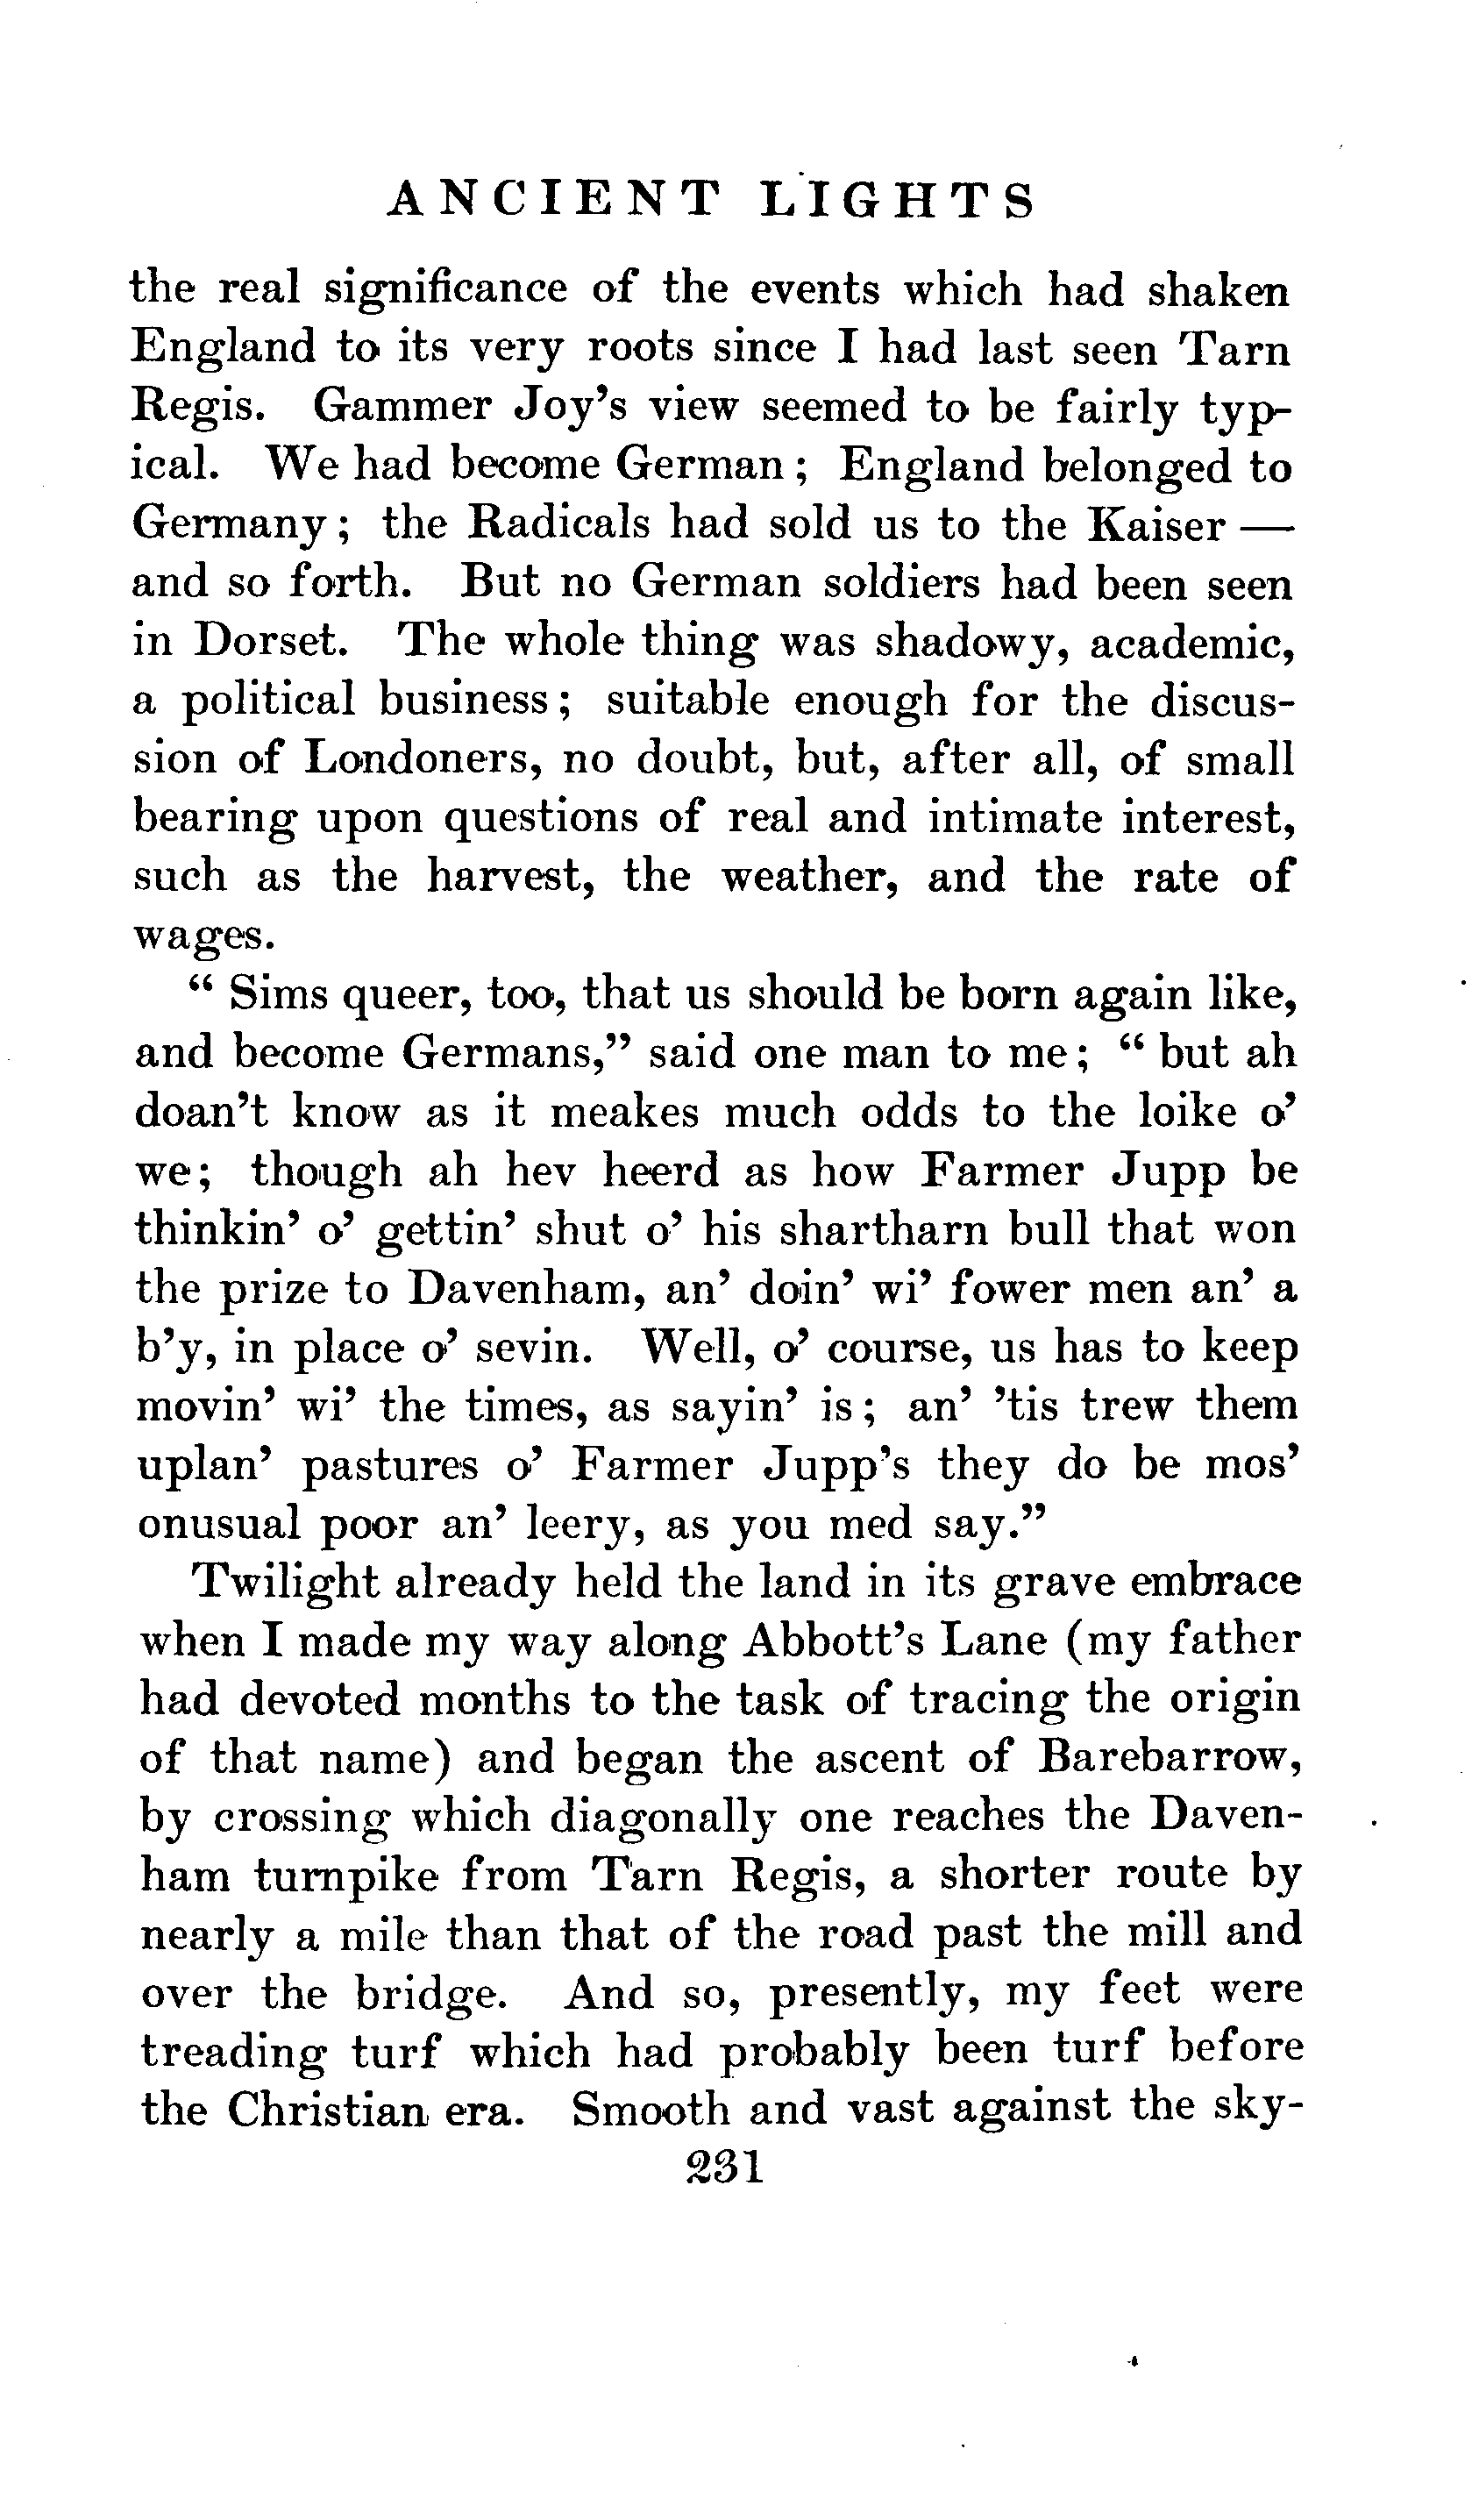 ANCIENT LIGHTS
the real significance of the events which had shaken
England to its very roots since I had last seen Tarn
Regis. Gammer Joy's view seemed to be fairly typ-
ical. We had become German; England belonged to
Germany; the Radicals had sold us to the Kaiser —
and so forth. But no German soldiers had been seen
in Dorset. The whole thing was shadowy, academic,
a political business; suitable enough for the discus-
sion of Londoners, no doubt, but, after all, of small
bearing upon questions of real and intimate interest,
such as the harvest, the weather, and the rate of
wages.
“ Sims queer, too, that us should be born again like,
and become Germans,” said one man to me; “ but ah
doan't know as it meakes much odds to the loike o'
we; though ah hev heerd as how Farmer Jupp be
thinkin' o' gettin' shut o' his shartharn bull that won
the prize to Davenham, an' doin' wi' fower men an' a
b'y, in place o' sevin. Well, o' course, us has to keep
movin' wi' the times, as sayin' is; an' 'tis trew them
uplan' pastures o' Farmer Jupp's they do be mos'
onusual poor an' leery, as you med say.”
Twilight already held the land in its grave embrace
when I made my way along Abbott's Lane (my father
had devoted months to the task of tracing the origin
of that name) and began the ascent of Barebarrow,
by crossing which diagonally one reaches the Daven-
ham turnpike from Tarn Regis, a shorter route by
nearly a mile than that of the road past the mill and
over the bridge. And so, presently, my feet were
treading turf which had probably been turf before
the Christian era. Smooth and vast against the sky-
231